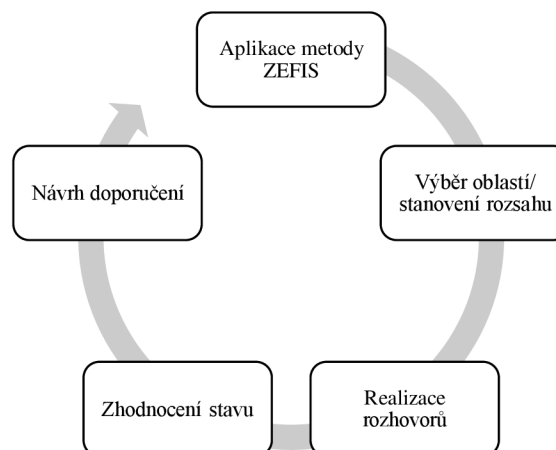 Aplikace metody
ZEFIS
Výběr oblastí/
stanovení rozsahu
Realizace
rozhovorů
Zhodnocení stavu
Návrh doporučení